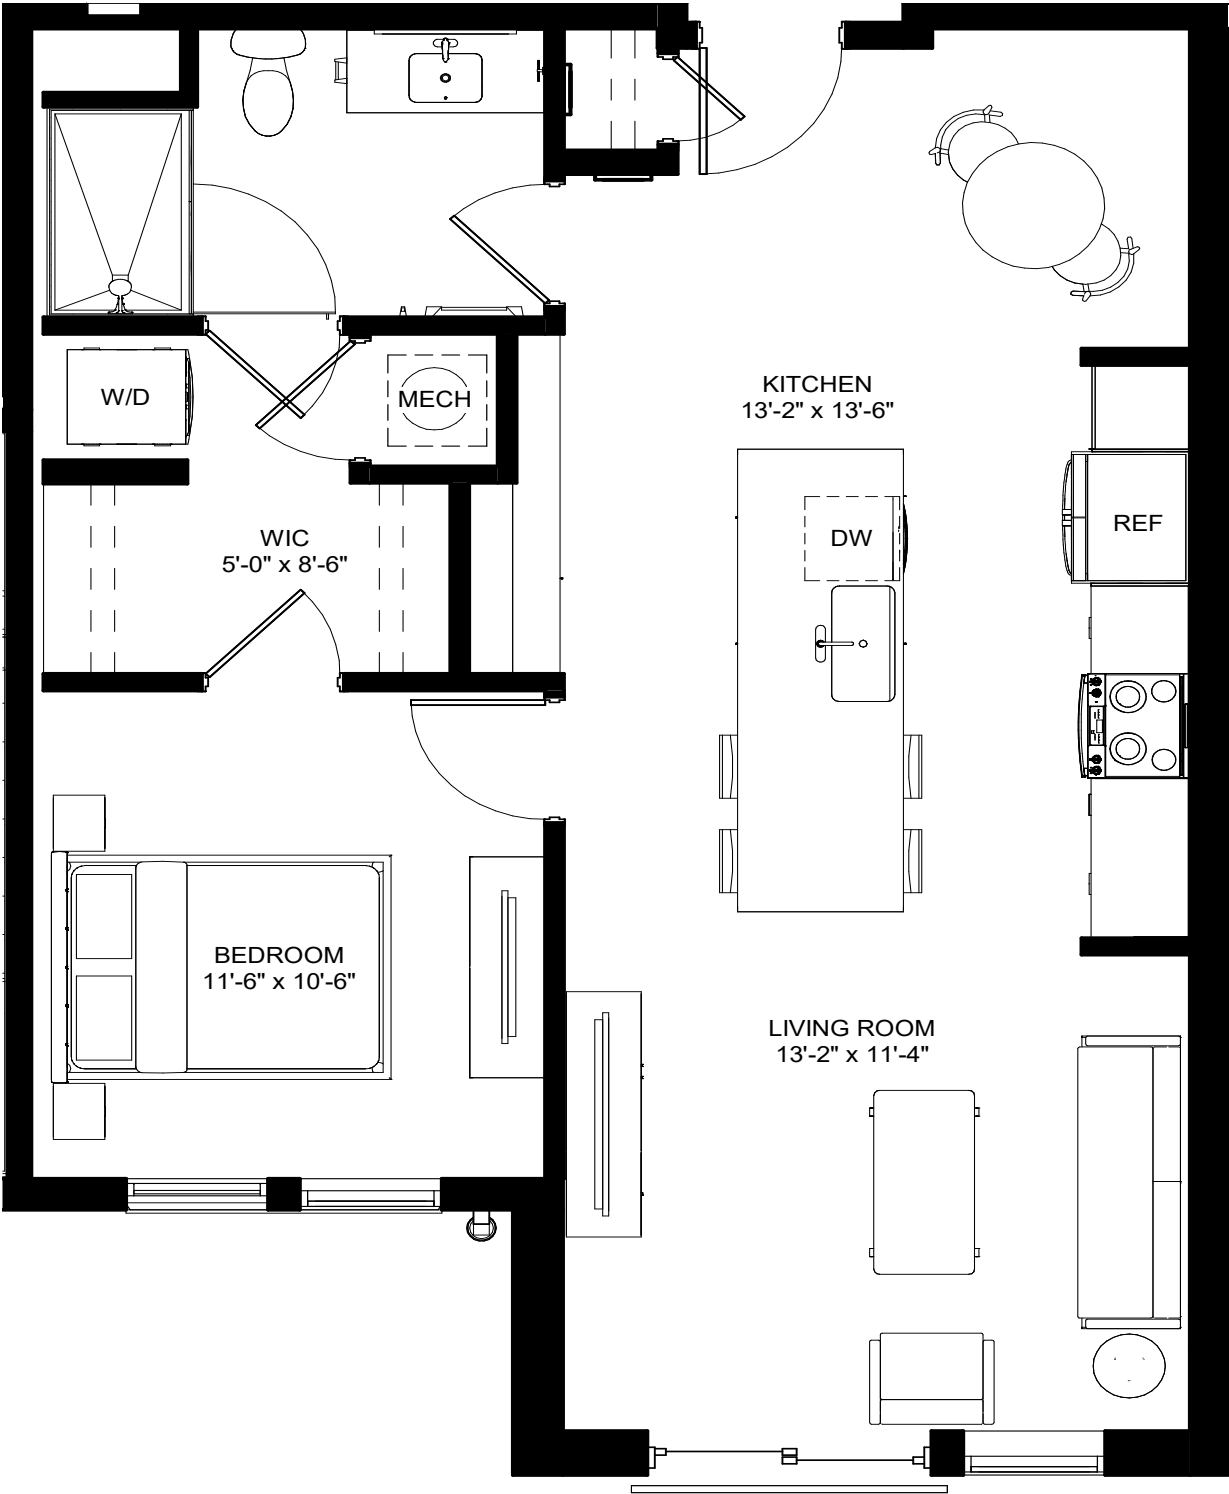 KITCHEN
13'-2" x 13'-6"
W/D
MECH
REF
DW
WIC
5'-0" x 8'-6"
BEDROOM
11'-6" x 10'-6"
LIVING ROOM
13'-2" x 11'-4"